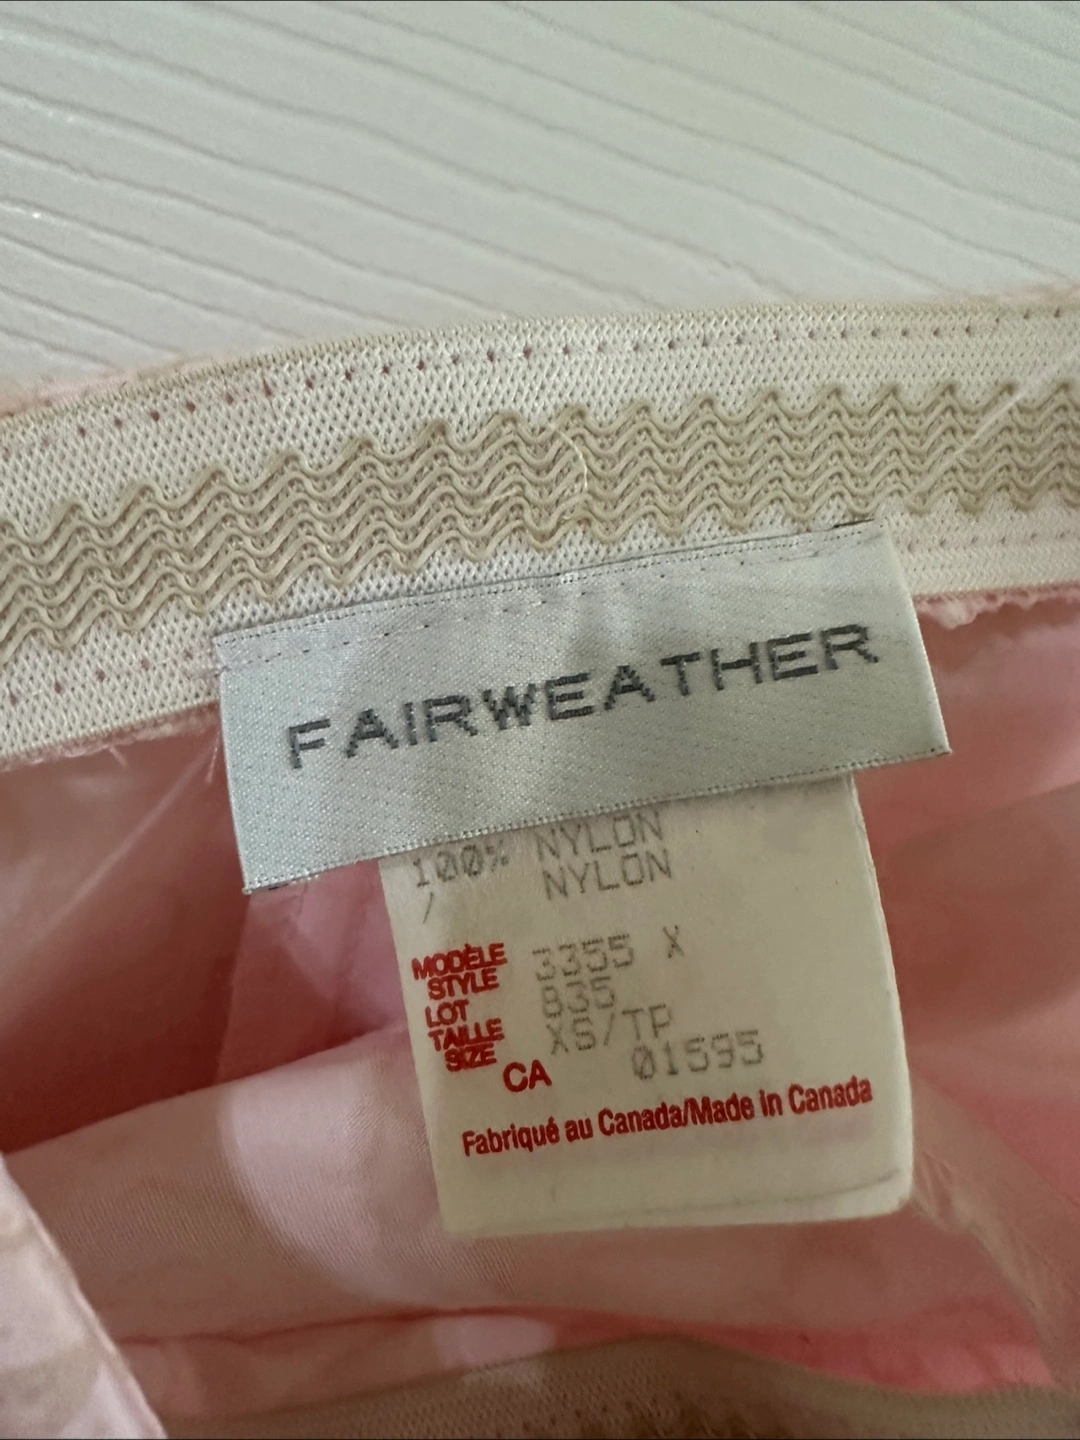 FAIRWEATHER
100% NYLON
/ NYLON
MODÈLE 3355 X
STYLE
LOT 835
TAILLE XS/TP
SIZE
CA 01595
Fabriqué au Canada/Made in Canada